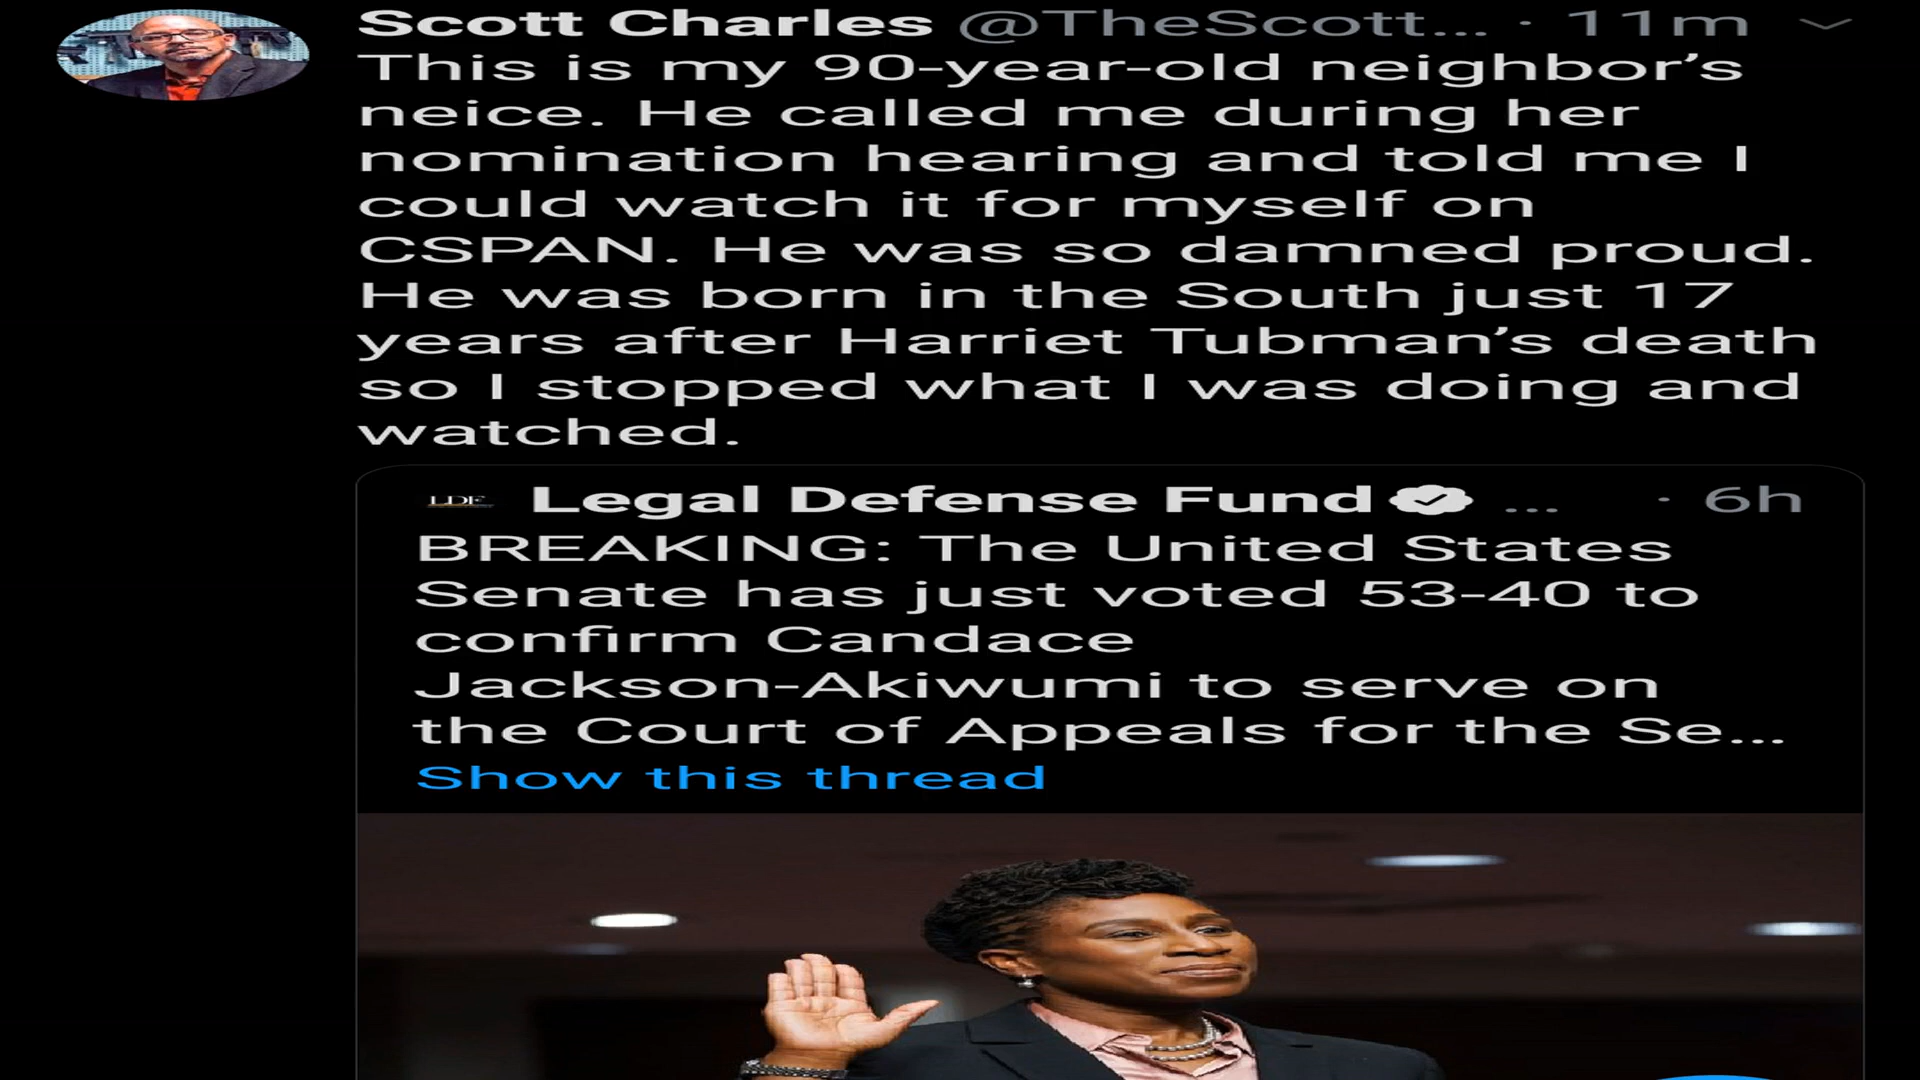 Scott Charles @TheScott... · 11m
This is my 90-year-old neighbor’s
neice. He called me during her
nomination hearing and told me I
could watch it for myself on
CSPAN. He was so damned proud.
He was born in the South just 17
years after Harriet Tubman’s death
so I stopped what I was doing and
watched.
LDF Legal Defense Fund ... · 6h
BREAKING: The United States
Senate has just voted 53-40 to
confirm Candace
Jackson-Akiwumi to serve on
the Court of Appeals for the Se...
Show this thread